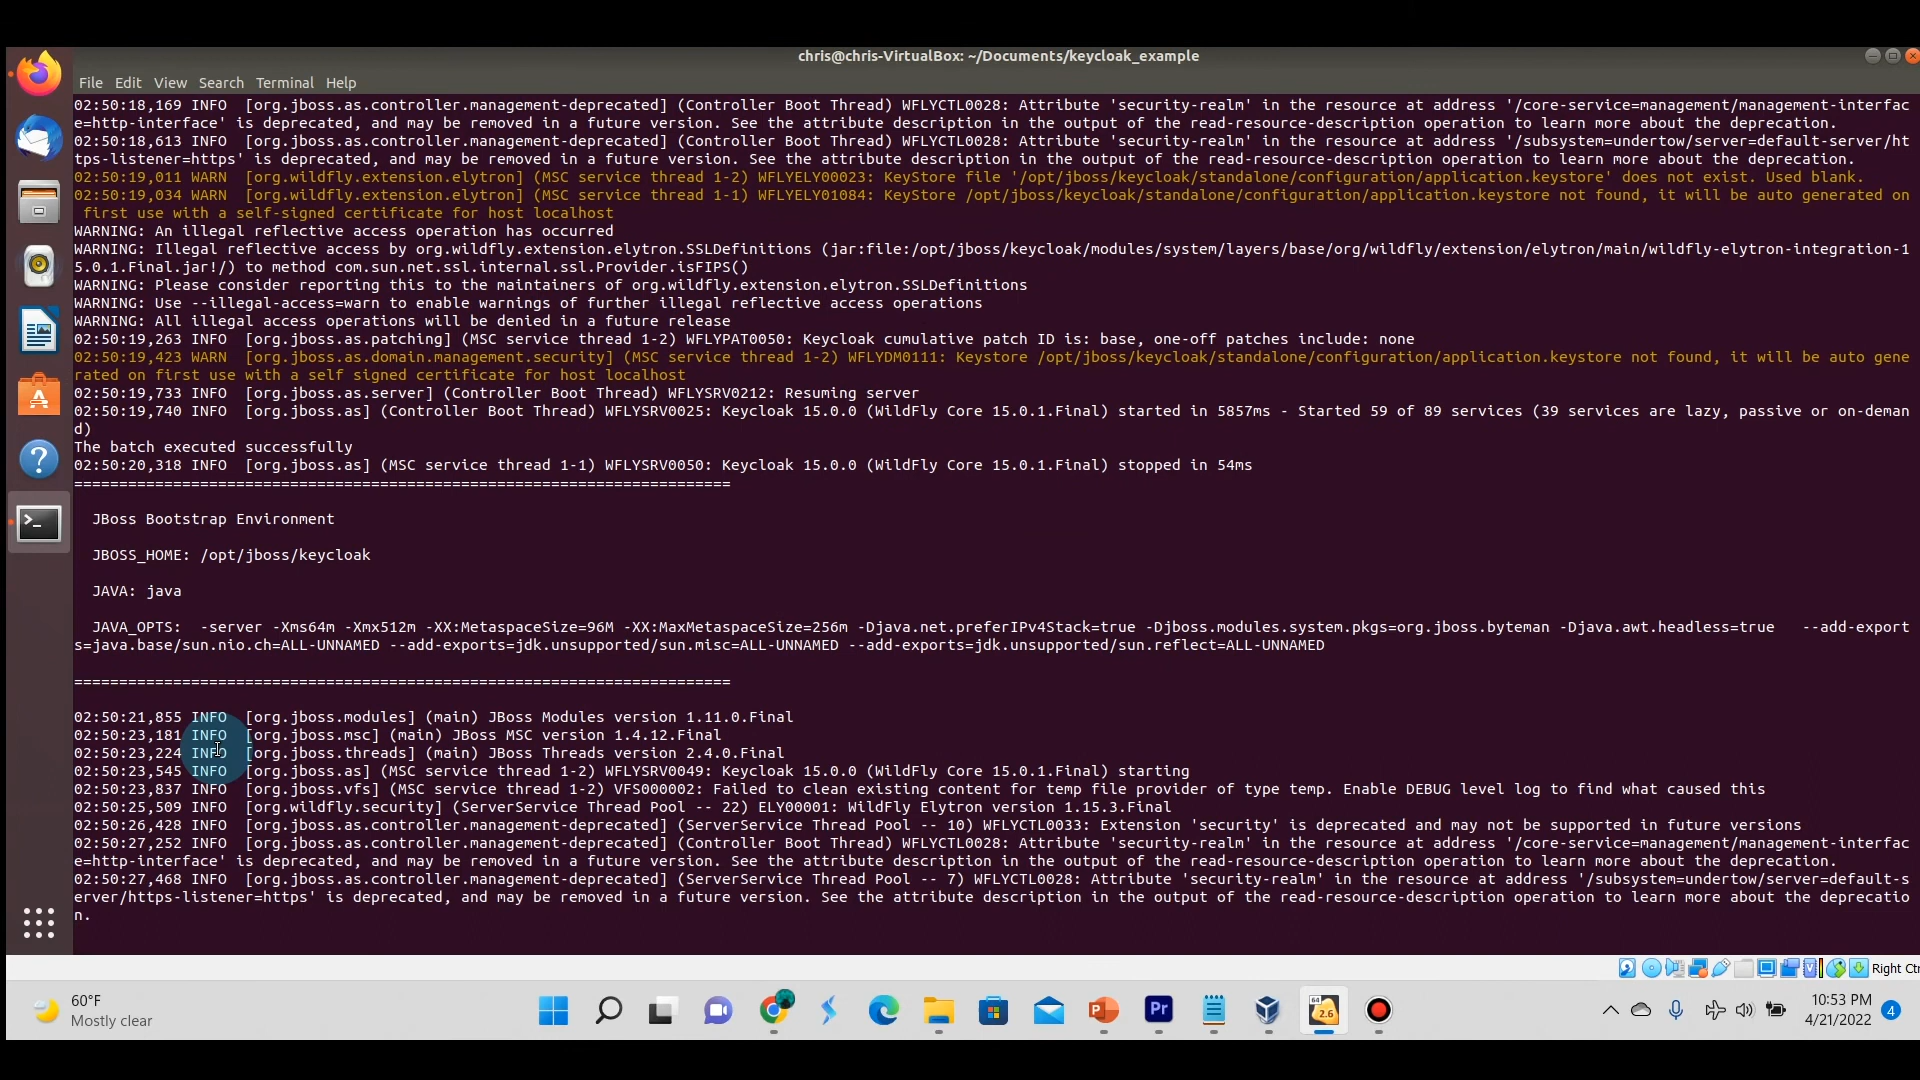 chris@chris-VirtualBox: ~/Documents/keycloak_example
File Edit View Search Terminal Help
02:50:18,169 INFO  [org.jboss.as.controller.management-deprecated] (Controller Boot Thread) WFLYCTL0028: Attribute 'security-realm' in the resource at address '/core-service=management/management-interfac
e=http-interface' is deprecated, and may be removed in a future version. See the attribute description in the output of the read-resource-description operation to learn more about the deprecation.
02:50:18,613 INFO  [org.jboss.as.controller.management-deprecated] (Controller Boot Thread) WFLYCTL0028: Attribute 'security-realm' in the resource at address '/subsystem=undertow/server=default-server/ht
tps-listener=https' is deprecated, and may be removed in a future version. See the attribute description in the output of the read-resource-description operation to learn more about the deprecation.
02:50:19,011 WARN  [org.wildfly.extension.elytron] (MSC service thread 1-2) WFLYELY00023: KeyStore file '/opt/jboss/keycloak/standalone/configuration/application.keystore' does not exist. Used blank.
02:50:19,034 WARN  [org.wildfly.extension.elytron] (MSC service thread 1-1) WFLYELY01084: KeyStore /opt/jboss/keycloak/standalone/configuration/application.keystore not found, it will be auto generated on
 first use with a self-signed certificate for host localhost
WARNING: An illegal reflective access operation has occurred
WARNING: Illegal reflective access by org.wildfly.extension.elytron.SSLDefinitions (jar:file:/opt/jboss/keycloak/modules/system/layers/base/org/wildfly/extension/elytron/main/wildfly-elytron-integration-1
5.0.1.Final.jar!/) to method com.sun.net.ssl.internal.ssl.Provider.isFIPS()
WARNING: Please consider reporting this to the maintainers of org.wildfly.extension.elytron.SSLDefinitions
WARNING: Use --illegal-access=warn to enable warnings of further illegal reflective access operations
WARNING: All illegal access operations will be denied in a future release
02:50:19,263 INFO  [org.jboss.as.patching] (MSC service thread 1-2) WFLYPAT0050: Keycloak cumulative patch ID is: base, one-off patches include: none
02:50:19,423 WARN  [org.jboss.as.domain.management.security] (MSC service thread 1-2) WFLYDM0111: Keystore /opt/jboss/keycloak/standalone/configuration/application.keystore not found, it will be auto gene
rated on first use with a self signed certificate for host localhost
02:50:19,733 INFO  [org.jboss.as.server] (Controller Boot Thread) WFLYSRV0212: Resuming server
02:50:19,740 INFO  [org.jboss.as] (Controller Boot Thread) WFLYSRV0025: Keycloak 15.0.0 (WildFly Core 15.0.1.Final) started in 5857ms - Started 59 of 89 services (39 services are lazy, passive or on-deman
d)
The batch executed successfully
02:50:20,318 INFO  [org.jboss.as] (MSC service thread 1-1) WFLYSRV0050: Keycloak 15.0.0 (WildFly Core 15.0.1.Final) stopped in 54ms
=========================================================================
JBoss Bootstrap Environment
JBOSS_HOME: /opt/jboss/keycloak
JAVA: java
JAVA_OPTS:  -server -Xms64m -Xmx512m -XX:MetaspaceSize=96M -XX:MaxMetaspaceSize=256m -Djava.net.preferIPv4Stack=true -Djboss.modules.system.pkgs=org.jboss.byteman -Djava.awt.headless=true   --add-export
s=java.base/sun.nio.ch=ALL-UNNAMED --add-exports=jdk.unsupported/sun.misc=ALL-UNNAMED --add-exports=jdk.unsupported/sun.reflect=ALL-UNNAMED
=========================================================================
02:50:21,855 INFO  [org.jboss.modules] (main) JBoss Modules version 1.11.0.Final
02:50:23,181 INFO  [org.jboss.msc] (main) JBoss MSC version 1.4.12.Final
02:50:23,224 INFO  [org.jboss.threads] (main) JBoss Threads version 2.4.0.Final
02:50:23,545 INFO  [org.jboss.as] (MSC service thread 1-2) WFLYSRV0049: Keycloak 15.0.0 (WildFly Core 15.0.1.Final) starting
02:50:23,837 INFO  [org.jboss.vfs] (MSC service thread 1-2) VFS000002: Failed to clean existing content for temp file provider of type temp. Enable DEBUG level log to find what caused this
02:50:25,509 INFO  [org.wildfly.security] (ServerService Thread Pool -- 22) ELY00001: WildFly Elytron version 1.15.3.Final
02:50:26,428 INFO  [org.jboss.as.controller.management-deprecated] (ServerService Thread Pool -- 10) WFLYCTL0033: Extension 'security' is deprecated and may not be supported in future versions
02:50:27,252 INFO  [org.jboss.as.controller.management-deprecated] (Controller Boot Thread) WFLYCTL0028: Attribute 'security-realm' in the resource at address '/core-service=management/management-interfac
e=http-interface' is deprecated, and may be removed in a future version. See the attribute description in the output of the read-resource-description operation to learn more about the deprecation.
02:50:27,468 INFO  [org.jboss.as.controller.management-deprecated] (ServerService Thread Pool -- 7) WFLYCTL0028: Attribute 'security-realm' in the resource at address '/subsystem=undertow/server=default-s
erver/https-listener=https' is deprecated, and may be removed in a future version. See the attribute description in the output of the read-resource-description operation to learn more about the deprecatio
n.
Right Ctr
60°F
Mostly clear
Pr
64
2.6
10:53 PM
4/21/2022
4